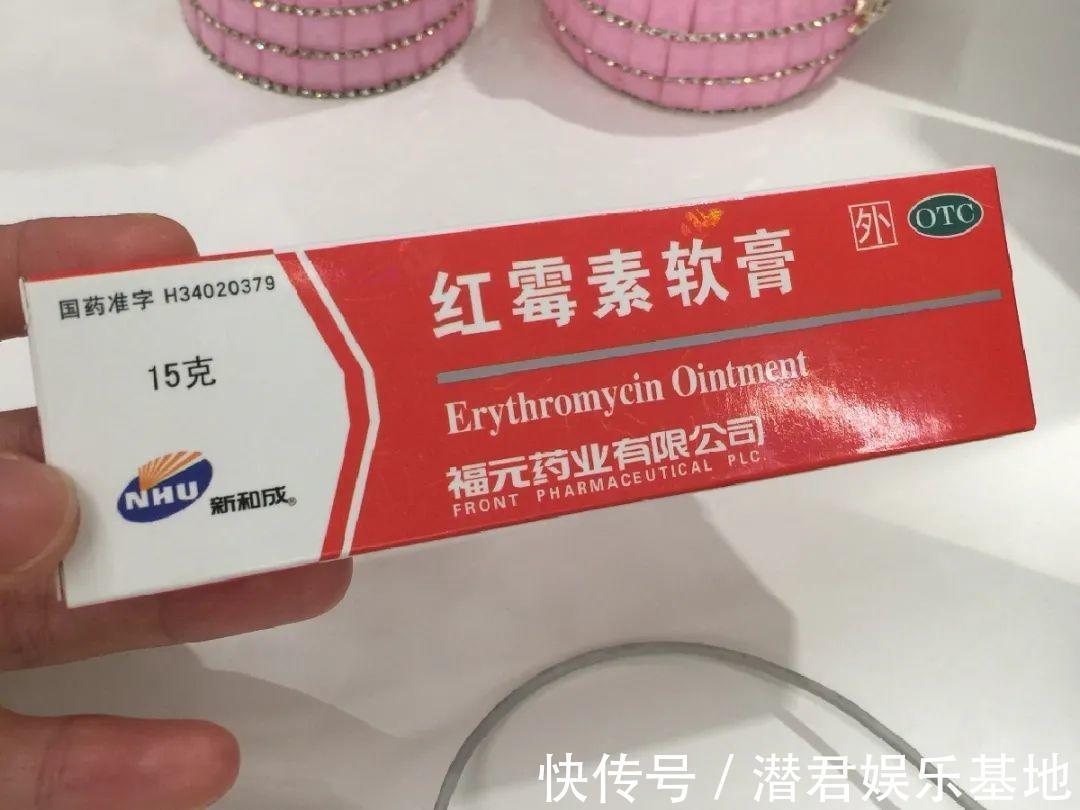 国药准字 H34020379
15克
NHU 新和成®
红霉素软膏
外 OTC
Erythromycin Ointment
福元药业有限公司
FRONT PHARMACEUTICAL PLC.
快传号 / 潜君娱乐基地